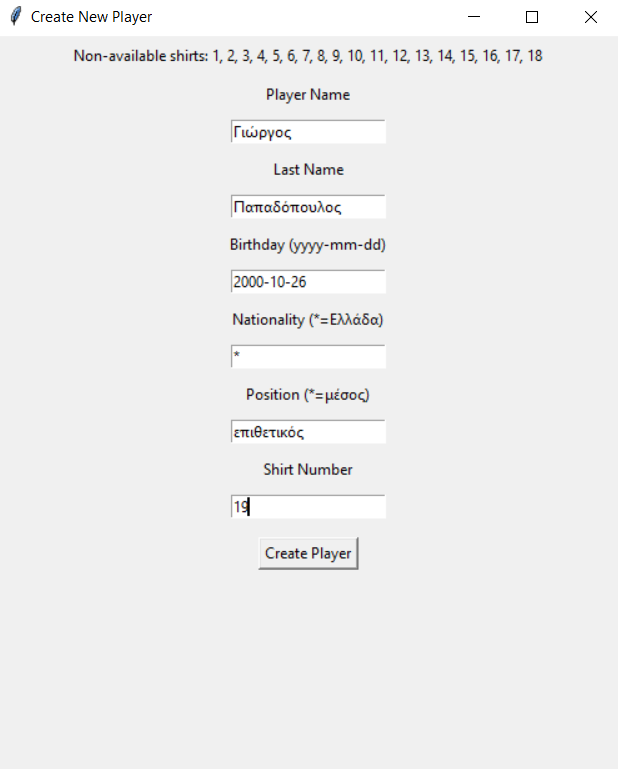 Create New Player
Non-available shirts: 1, 2, 3, 4, 5, 6, 7, 8, 9, 10, 11, 12, 13, 14, 15, 16, 17, 18
Player Name
Γιώργος
Last Name
Παπαδόπουλος
Birthday (yyyy-mm-dd)
2000-10-26
Nationality (*=Ελλάδα)
*
Position (*=μέσος)
επιθετικός
Shirt Number
19
Create Player